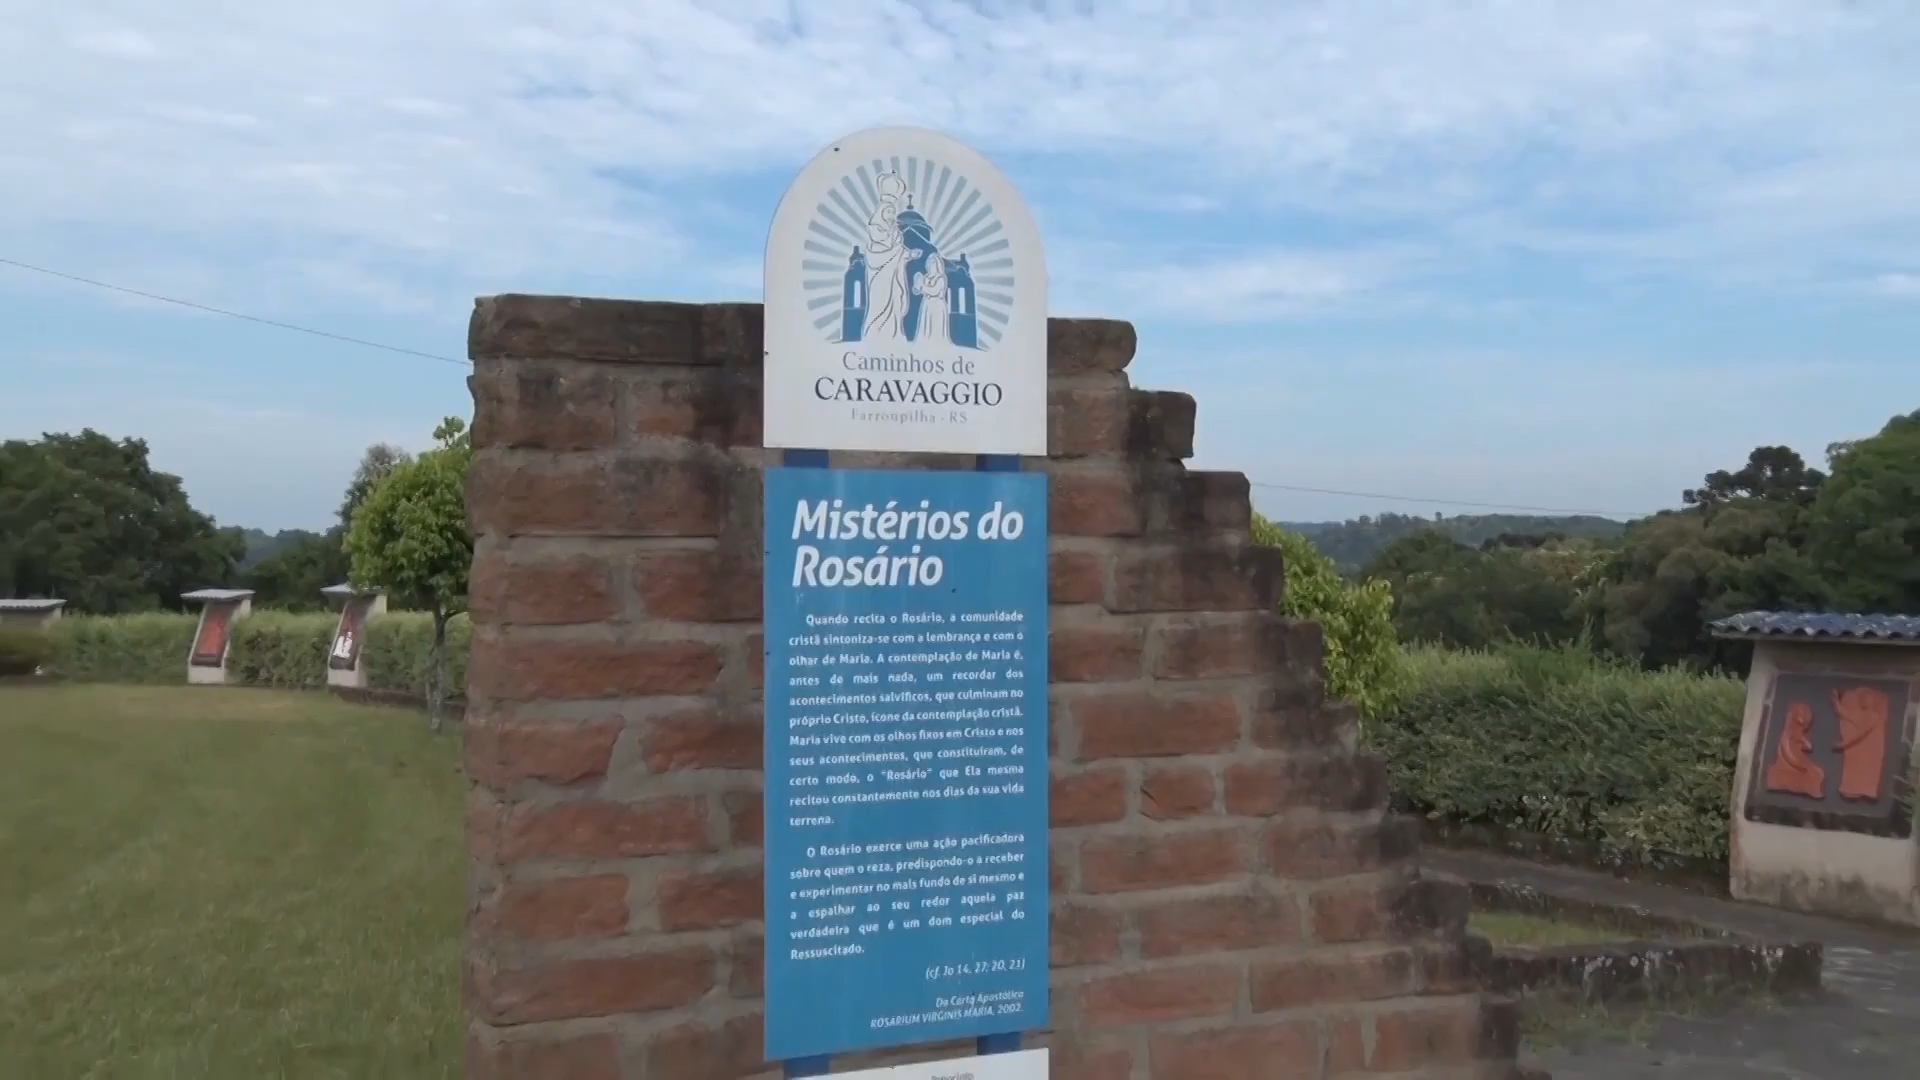 Caminhos de
CARAVAGGIO
Farroupilha - RS
Mistérios do
Rosário
Quando recita o Rosário, a comunidade
cristã sintoniza-se com a lembrança e com o
olhar de Maria. A contemplação de Maria é,
antes de mais nada, um recordar dos
acontecimentos salvíficos, que culminam no
próprio Cristo, ícone da contemplação cristã.
Maria vive com os olhos fixos em Cristo e nos
seus acontecimentos, que constituíram, de
certo modo, o "Rosário" que Ela mesma
recitou constantemente nos dias da sua vida
terrena.
O Rosário exerce uma ação pacificadora
sobre quem o reza, predispondo-o a receber
e experimentar no mais fundo de si mesmo e
a espalhar ao seu redor aquela paz
verdadeira que é um dom especial do
Ressuscitado.
(cf. Jo 14, 27; 20, 21)
Da Carta Apostólica
ROSARIUM VIRGINIS MARIA, 2002.